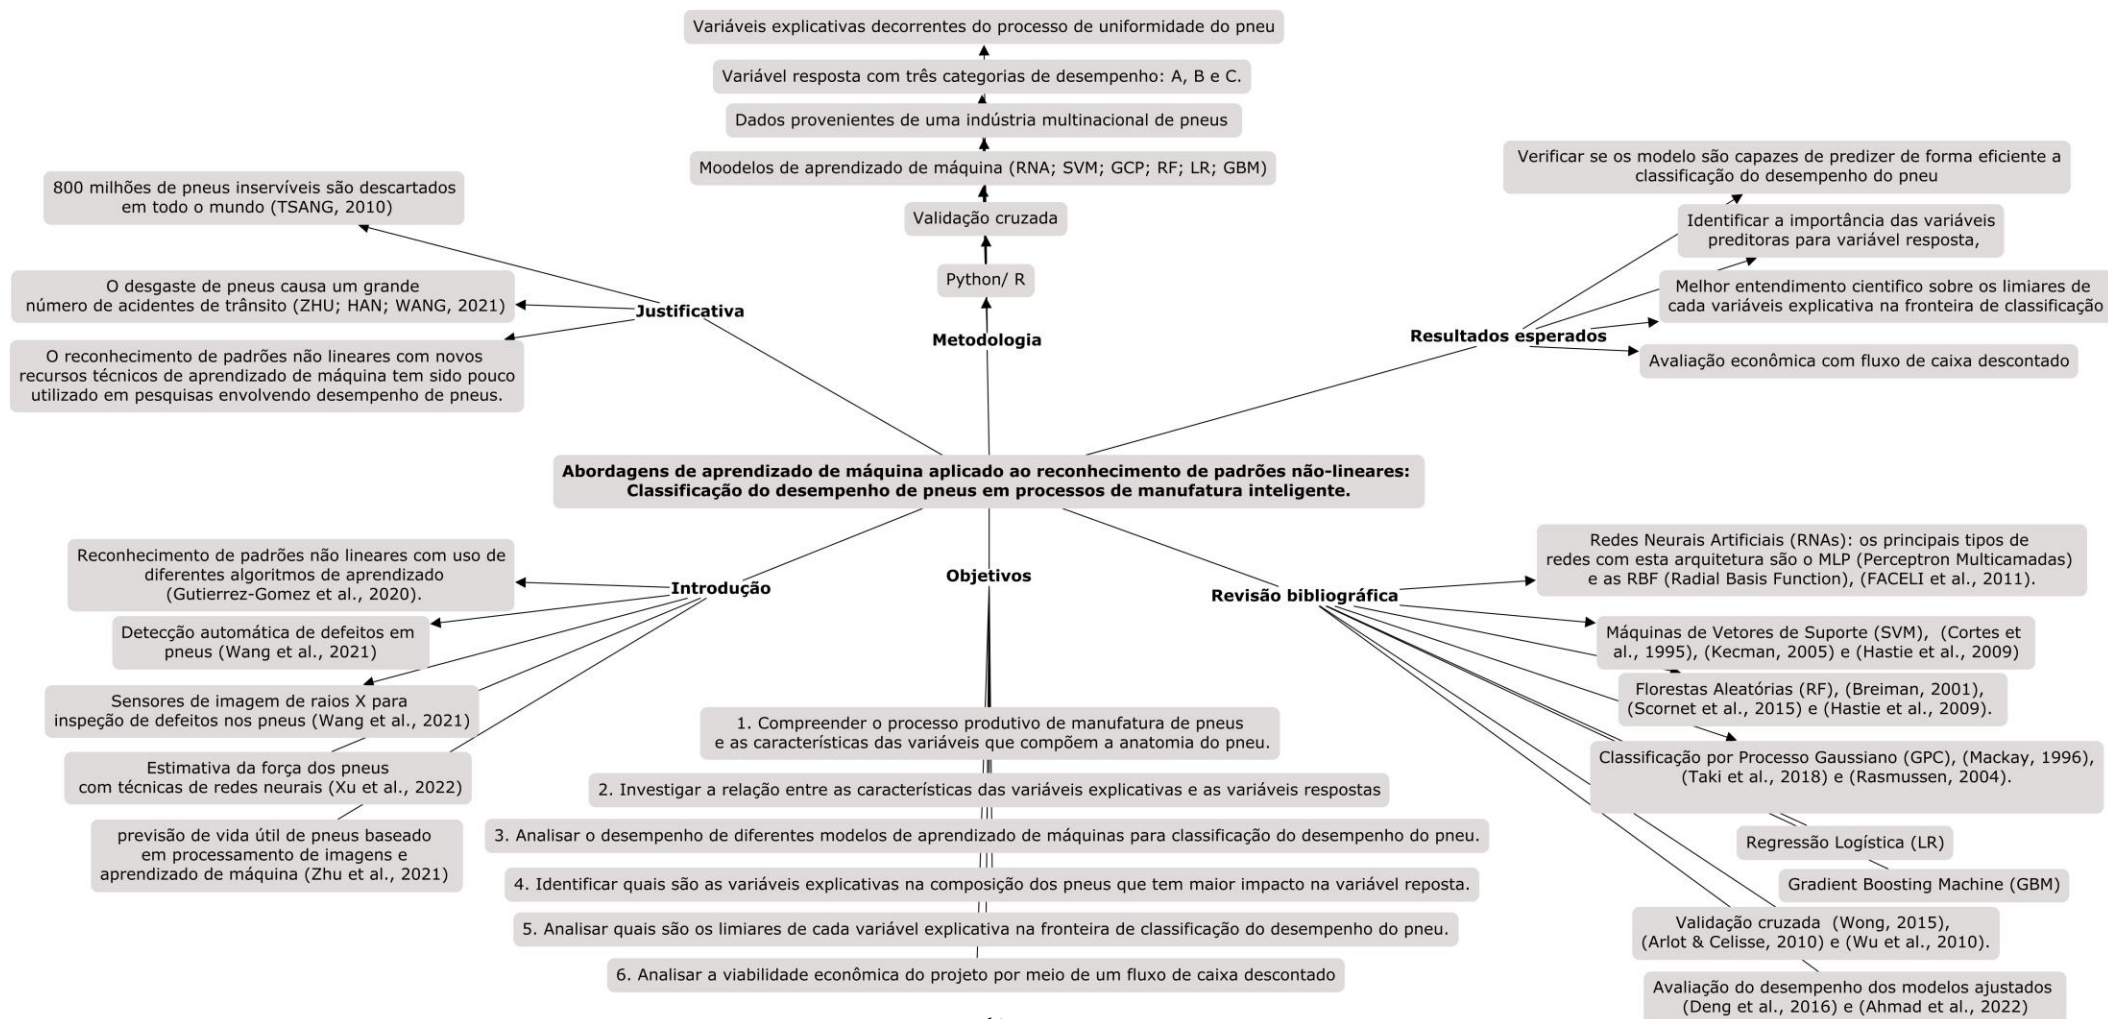 Variáveis explicativas decorrentes do processo de uniformidade do pneu
Variável resposta com três categorias de desempenho: A, B e C.
Dados provenientes de uma indústria multinacional de pneus
Moodelos de aprendizado de máquina (RNA; SVM; GCP; RF; LR; GBM)
Validação cruzada
Python/ R
Metodologia
800 milhões de pneus inservíveis são descartados
em todo o mundo (TSANG, 2010)
O desgaste de pneus causa um grande
número de acidentes de trânsito (ZHU; HAN; WANG, 2021)
O reconhecimento de padrões não lineares com novos
recursos técnicos de aprendizado de máquina tem sido pouco
utilizado em pesquisas envolvendo desempenho de pneus.
Justificativa
Verificar se os modelo são capazes de predizer de forma eficiente a
classificação do desempenho do pneu
Identificar a importância das variáveis
preditoras para variável resposta,
Melhor entendimento cientifico sobre os limiares de
cada variáveis explicativa na fronteira de classificação
Avaliação econômica com fluxo de caixa descontado
Resultados esperados
Abordagens de aprendizado de máquina aplicado ao reconhecimento de padrões não-lineares:
Classificação do desempenho de pneus em processos de manufatura inteligente.
Introdução
Reconhecimento de padrões não lineares com uso de
diferentes algoritmos de aprendizado
(Gutierrez-Gomez et al., 2020).
Detecção automática de defeitos em
pneus (Wang et al., 2021)
Sensores de imagem de raios X para
inspeção de defeitos nos pneus (Wang et al., 2021)
Estimativa da força dos pneus
com técnicas de redes neurais (Xu et al., 2022)
previsão de vida útil de pneus baseado
em processamento de imagens e
aprendizado de máquina (Zhu et al., 2021)
Objetivos
1. Compreender o processo produtivo de manufatura de pneus
e as características das variáveis que compõem a anatomia do pneu.
2. Investigar a relação entre as características das variáveis explicativas e as variáveis respostas
3. Analisar o desempenho de diferentes modelos de aprendizado de máquinas para classificação do desempenho do pneu.
4. Identificar quais são as variáveis explicativas na composição dos pneus que tem maior impacto na variável reposta.
5. Analisar quais são os limiares de cada variável explicativa na fronteira de classificação do desempenho do pneu.
6. Analisar a viabilidade econômica do projeto por meio de um fluxo de caixa descontado
Revisão bibliográfica
Redes Neurais Artificiais (RNAs): os principais tipos de
redes com esta arquitetura são o MLP (Perceptron Multicamadas)
e as RBF (Radial Basis Function), (FACELI et al., 2011).
Máquinas de Vetores de Suporte (SVM), (Cortes et
al., 1995), (Kecman, 2005) e (Hastie et al., 2009)
Florestas Aleatórias (RF), (Breiman, 2001),
(Scornet et al., 2015) e (Hastie et al., 2009).
Classificação por Processo Gaussiano (GPC), (Mackay, 1996),
(Taki et al., 2018) e (Rasmussen, 2004).
Regressão Logística (LR)
Gradient Boosting Machine (GBM)
Validação cruzada (Wong, 2015),
(Arlot & Celisse, 2010) e (Wu et al., 2010).
Avaliação do desempenho dos modelos ajustados
(Deng et al., 2016) e (Ahmad et al., 2022)